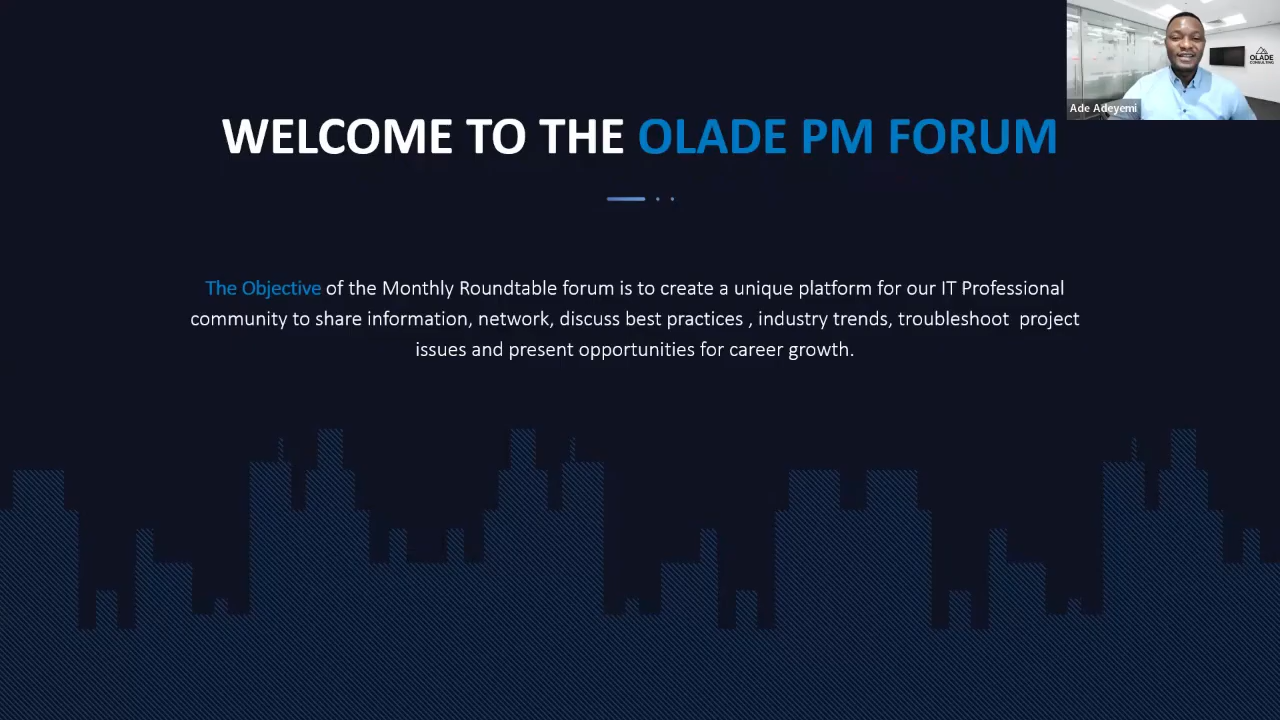 OLADE
CONSULTING
Ade Adeyemi
WELCOME TO THE OLADE PM FORUM
The Objective of the Monthly Roundtable forum is to create a unique platform for our IT Professional
community to share information, network, discuss best practices , industry trends, troubleshoot  project
issues and present opportunities for career growth.